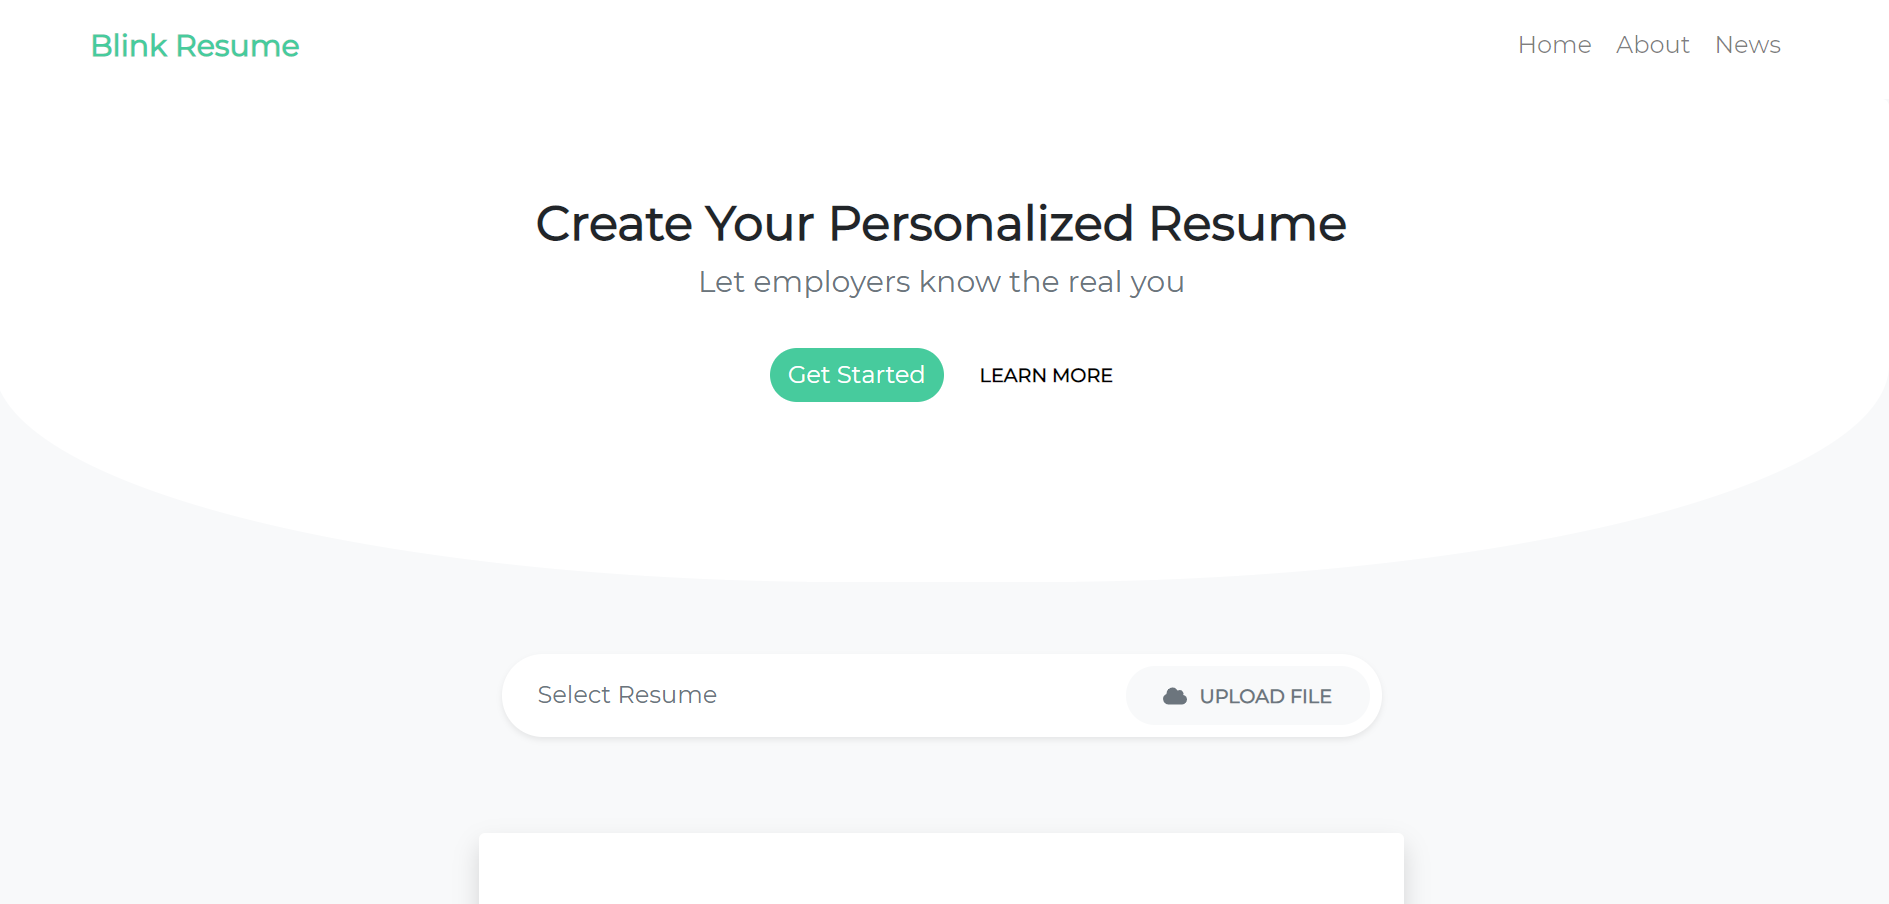 Blink Resume
Home About News
Create Your Personalized Resume
Let employers know the real you
Get Started LEARN MORE
Select Resume UPLOAD FILE